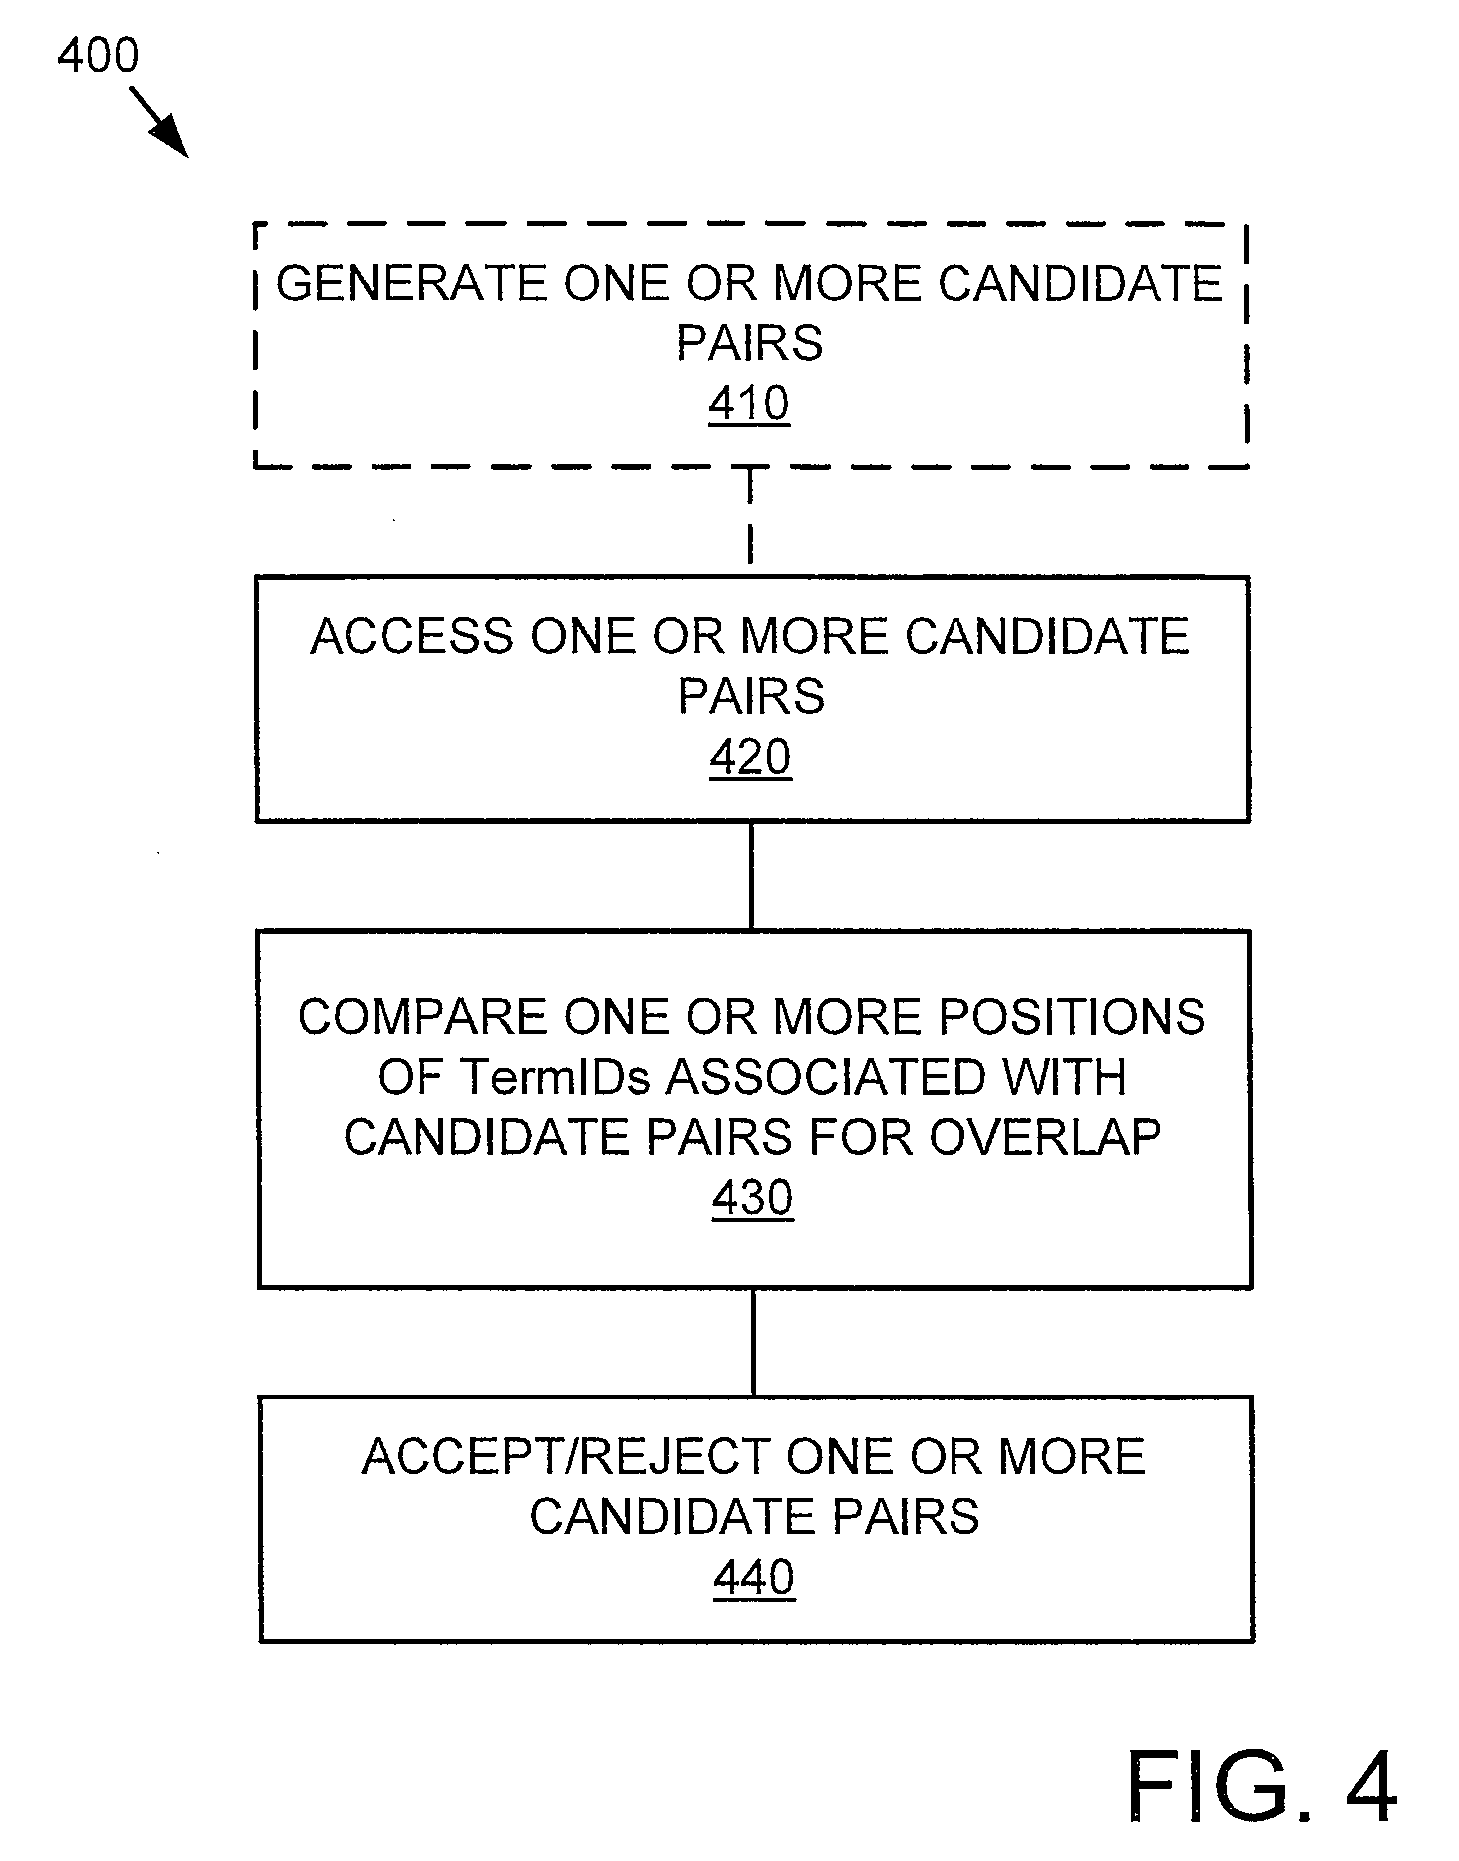 400
GENERATE ONE OR MORE CANDIDATE
PAIRS
410
ACCESS ONE OR MORE CANDIDATE
PAIRS
420
COMPARE ONE OR MORE POSITIONS
OF TermIDs ASSOCIATED WITH
CANDIDATE PAIRS FOR OVERLAP
430
ACCEPT/REJECT ONE OR MORE
CANDIDATE PAIRS
440
FIG. 4